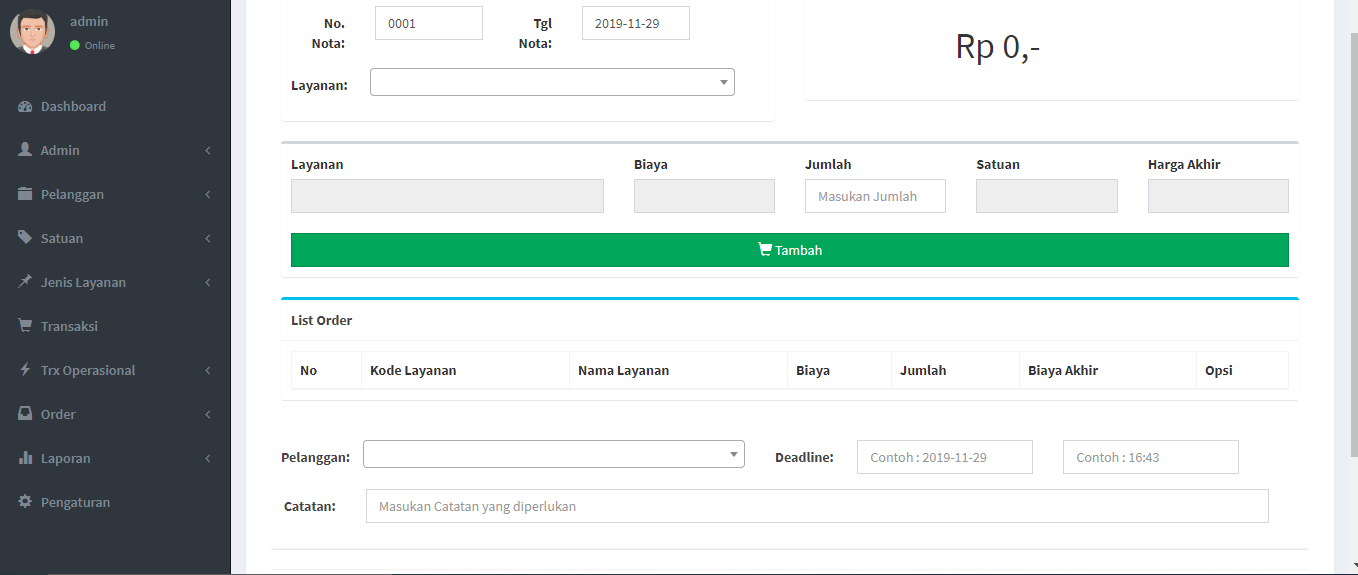 admin
Online
Dashboard
Admin
Pelanggan
Satuan
Jenis Layanan
Transaksi
Trx Operasional
Order
Laporan
Pengaturan
No. Nota: 0001 Tgl Nota: 2019-11-29
Rp 0,-
Layanan:
Layanan Biaya Jumlah Satuan Harga Akhir
Masukan Jumlah
Tambah
List Order
No Kode Layanan Nama Layanan Biaya Jumlah Biaya Akhir Opsi
Pelanggan: Deadline: Contoh : 2019-11-29 Contoh : 16:43
Catatan: Masukan Catatan yang diperlukan